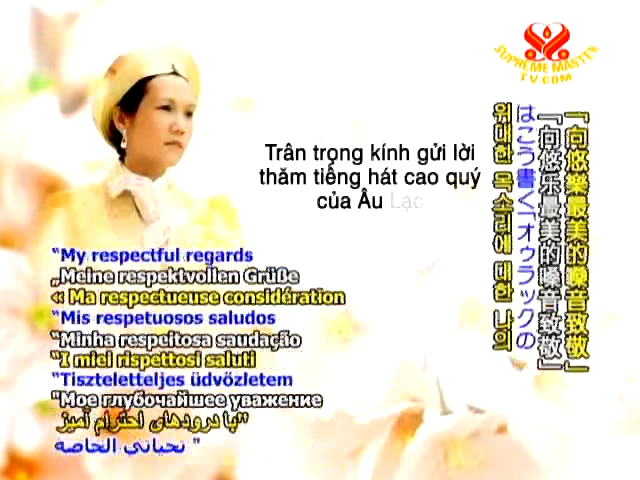 SUPREME MASTER
TV.COM
Trân trọng kính gửi lời
thăm tiếng hát cao quý
của Âu Lạc
"My respectful regards
„Meine respektvollen Grüße
« Ma respectueuse considération
"Mis respetuosos saludos
"Minha respeitosa saudação
"I miei rispettosi saluti
"Tiszteletteljes üdvözletem
"Мое глубочайшее уважение
"با درودهای احترام آمیز
تحياتي الخاصة "
「向悠樂最美的嗓音致敬」
「向悠乐最美的嗓音致敬」
はこう書く「オゥラックの
위대한 목소리에 대한 나의